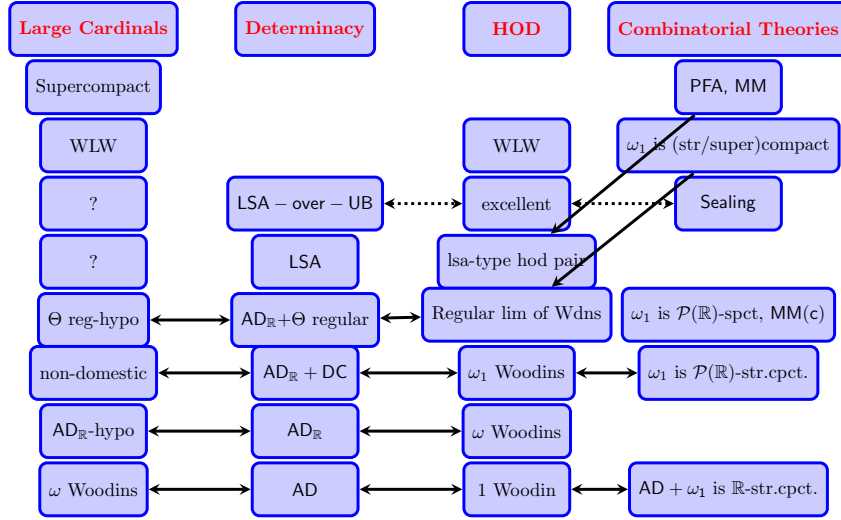 Large Cardinals Determinacy HOD Combinatorial Theories
Supercompact PFA, MM
WLW WLW ω₁ is (str/super)compact
? LSA – over – UB excellent Sealing
? LSA lsa-type hod pair
Θ reg-hypo AD_ℝ+Θ regular Regular lim of Wdns ω₁ is 𝒫(ℝ)-spct, MM(c)
non-domestic AD_ℝ + DC ω₁ Woodins ω₁ is 𝒫(ℝ)-str.cpct.
AD_ℝ-hypo AD_ℝ ω Woodins
ω Woodins AD 1 Woodin AD + ω₁ is ℝ-str.cpct.